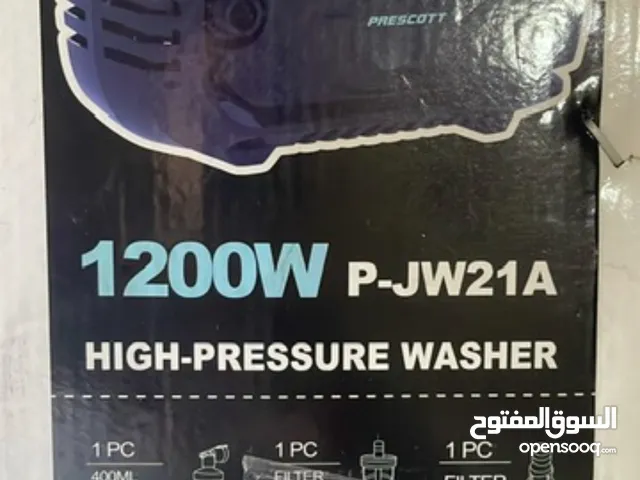 PRESCOTT
1200W P-JW21A
HIGH-PRESSURE WASHER
1 PC 1 PC 1 PC
400ML FILTER FILTER
السوق المفتوح
opensooq.com